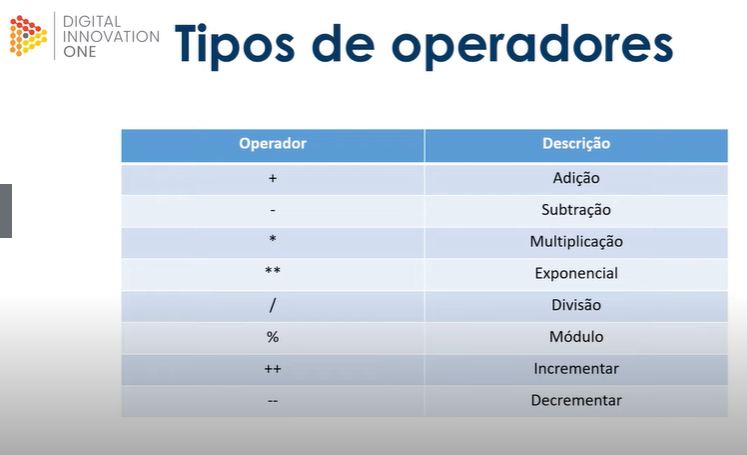 DIGITAL
INNOVATION
ONE
Tipos de operadores
Operador Descrição
+ Adição
- Subtração
* Multiplicação
** Exponencial
/ Divisão
% Módulo
++ Incrementar
-- Decrementar